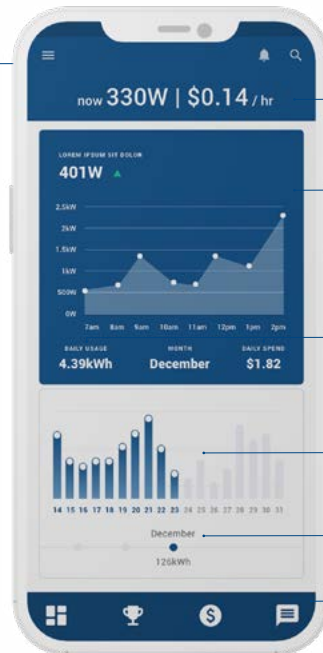 now 330W | $0.14 / hr
LOREM IPSUM SIT DOLOR
401W
2.5kW
2kW
1.5kW
1kW
500W
0W
7am 8am 9am 10am 11am 12pm 1pm 2pm
DAILY USAGE MONTH DAILY SPEND
4.39kWh December $1.82
14 15 16 17 18 19 20 21 22 23 24 25 26 27 28 29 30 31
December
126kWh